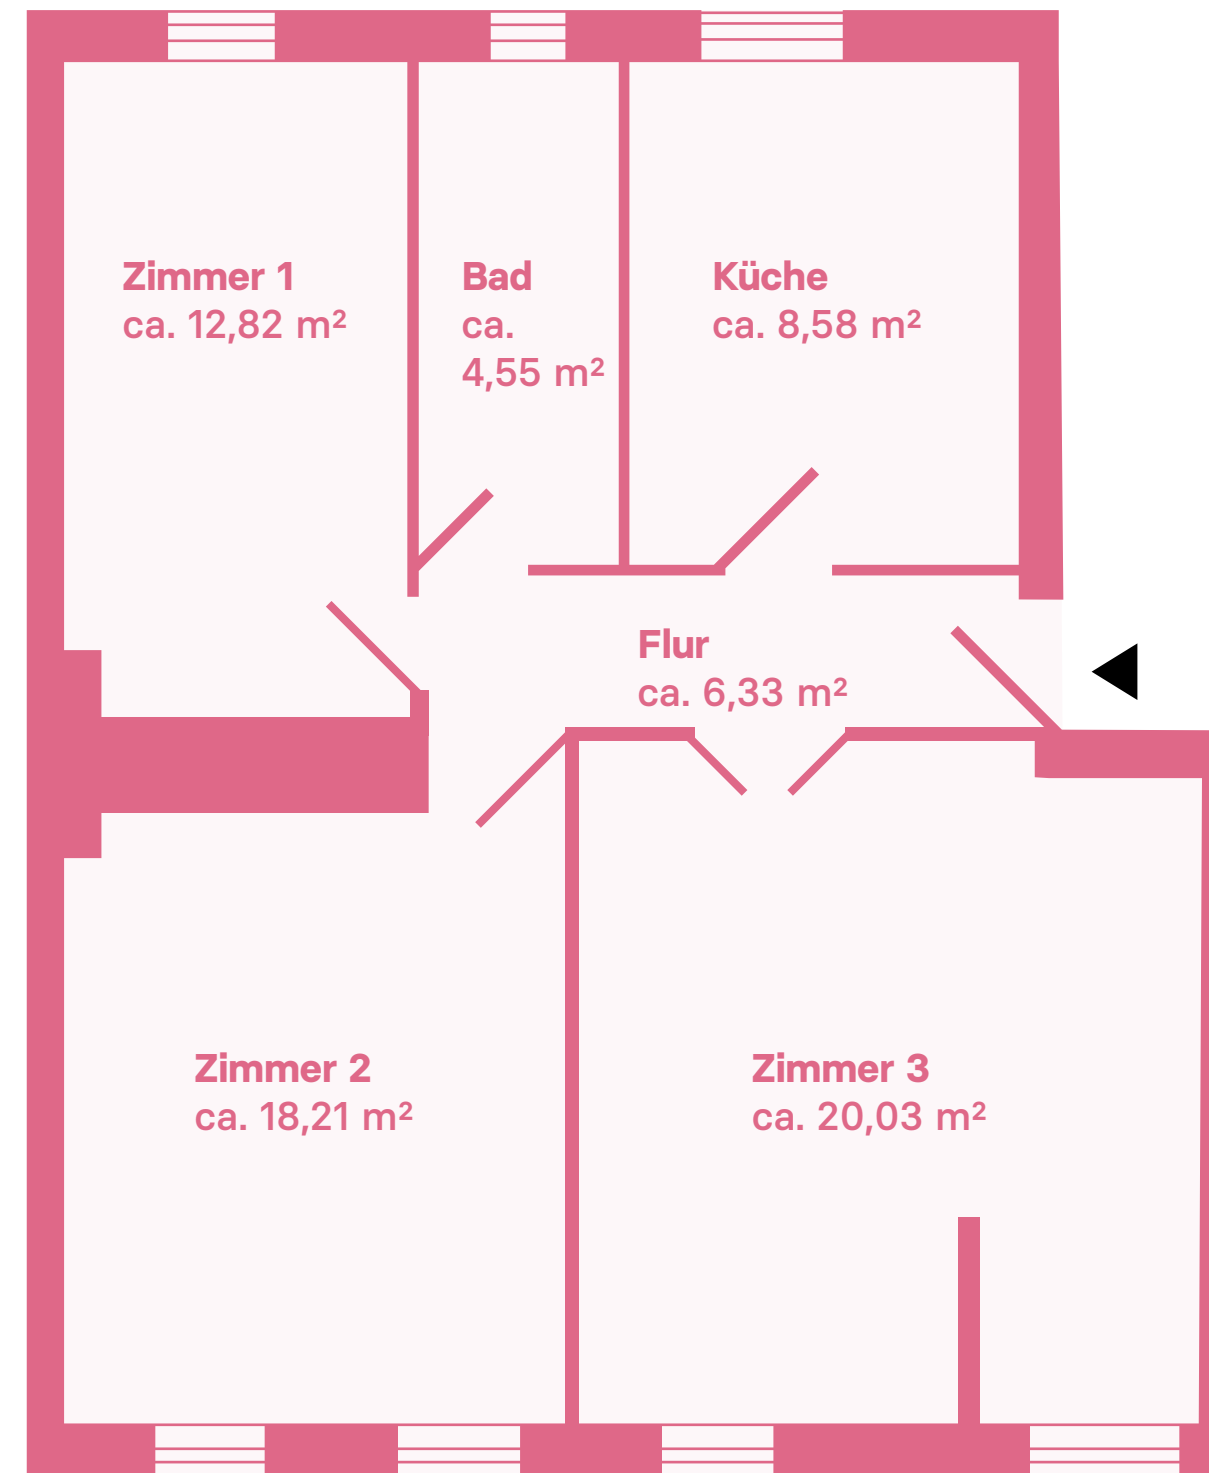 Zimmer 1
ca. 12,82 m²
Bad
ca.
4,55 m²
Küche
ca. 8,58 m²
Flur
ca. 6,33 m²
Zimmer 2
ca. 18,21 m²
Zimmer 3
ca. 20,03 m²